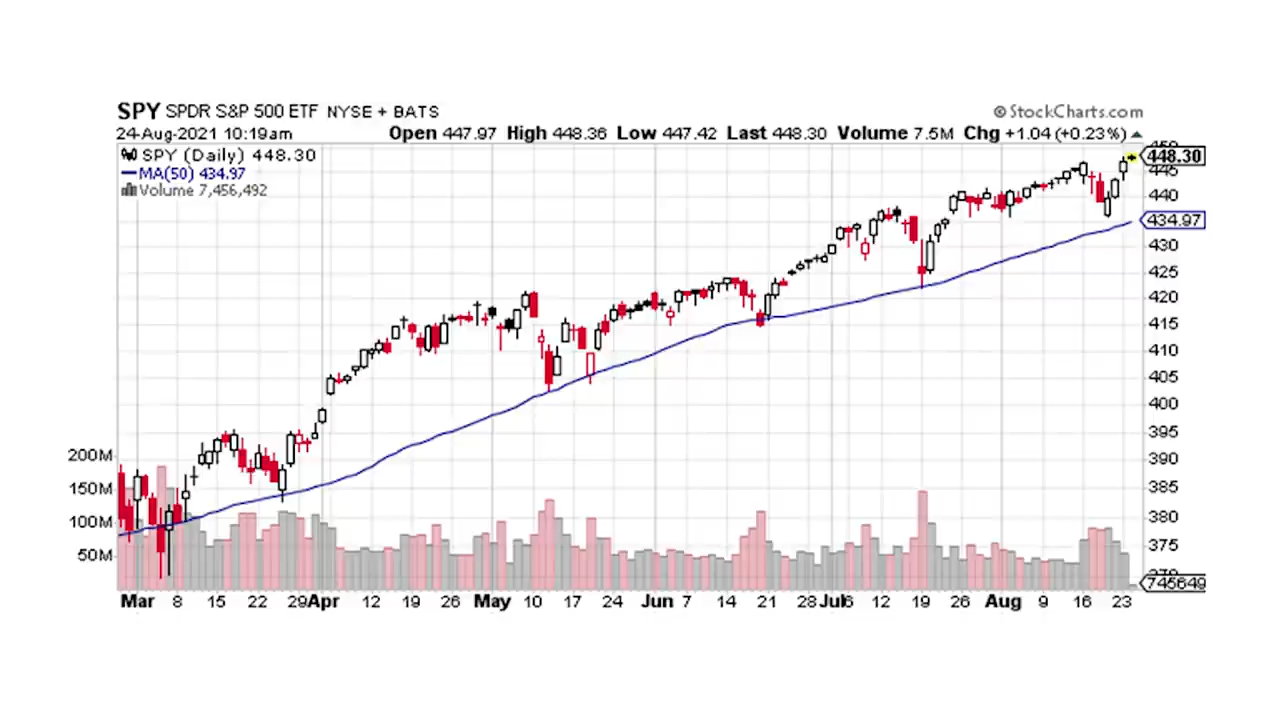 SPY SPDR S&P 500 ETF NYSE + BATS © StockCharts.com
24-Aug-2021 10:19am Open 447.97 High 448.36 Low 447.42 Last 448.30 Volume 7.5M Chg +1.04 (+0.23%)
SPY (Daily) 448.30
MA(50) 434.97
Volume 7,456,492
448.30
445
440
434.97
430
425
420
415
410
405
400
395
390
385
380
375
745649
200M
150M
100M
50M
Mar 8 15 22 29 Apr 12 19 26 May 10 17 24 Jun 7 14 21 28 Jul 6 12 19 26 Aug 9 16 23